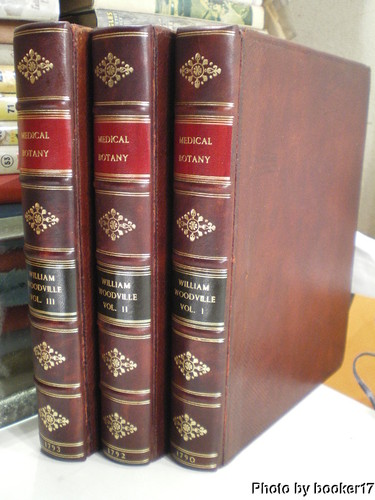 MEDICAL
BOTANY
WILLIAM
WOODVILLE
VOL. III
1793
MEDICAL
BOTANY
WILLIAM
WOODVILLE
VOL. II
1792
MEDICAL
BOTANY
WILLIAM
WOODVILLE
VOL. I
1790
Photo by booker17